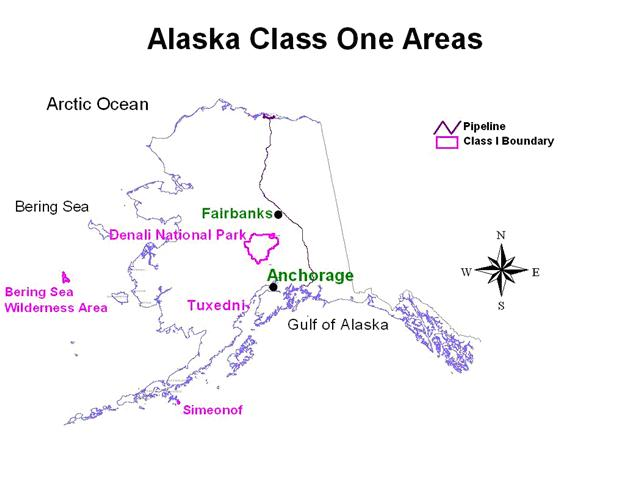 Alaska Class One Areas
Arctic Ocean
Pipeline
Class I Boundary
Bering Sea
Fairbanks
Denali National Park
N
W
E
S
Anchorage
Bering Sea
Wilderness Area
Tuxedni
Gulf of Alaska
Simeonof